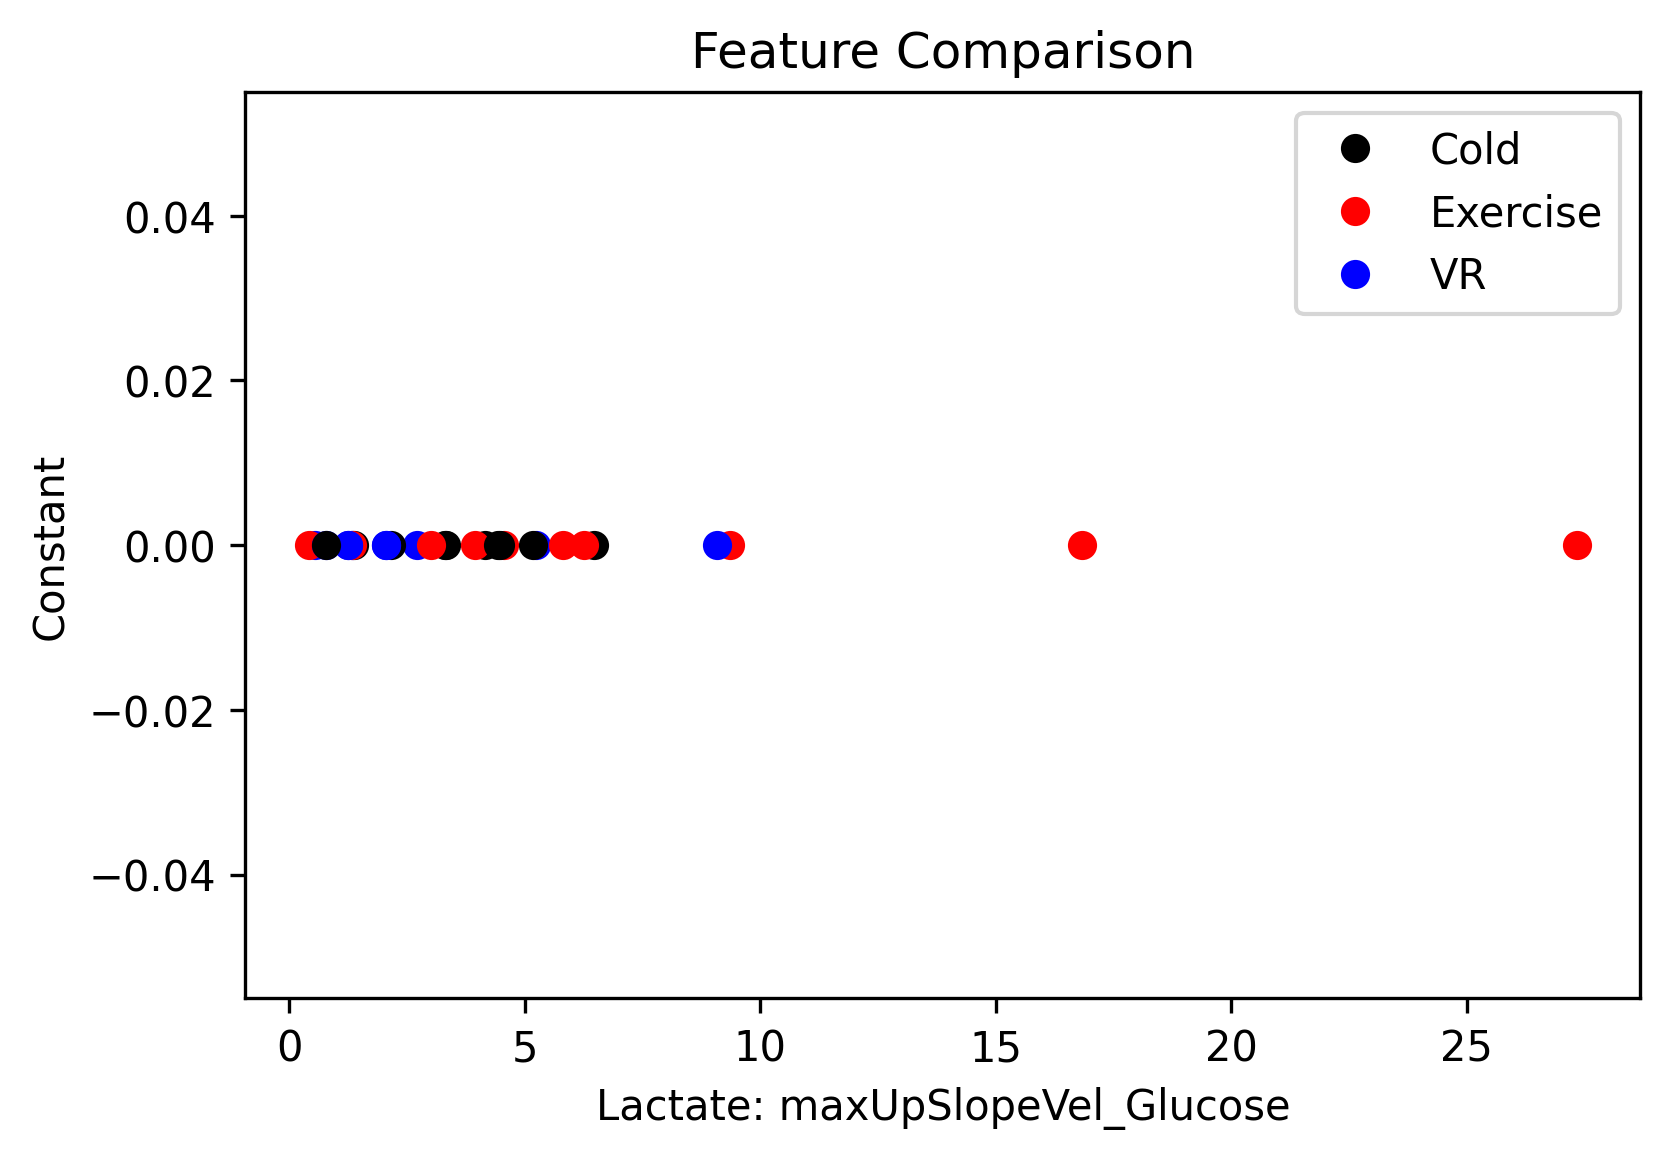 Feature Comparison
Cold
Exercise
VR
0.04
0.02
0.00
−0.02
−0.04
Constant
0 5 10 15 20 25
Lactate: maxUpSlopeVel_Glucose